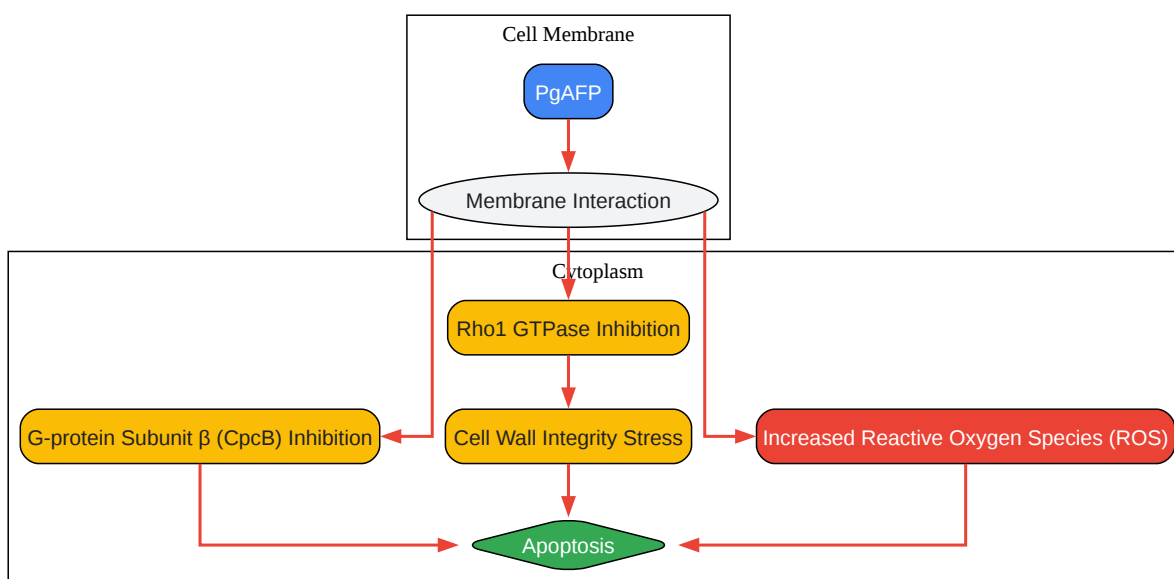 Cell Membrane
PgAFP
Membrane Interaction
Cytoplasm
Rho1 GTPase Inhibition
G-protein Subunit β (CpcB) Inhibition
Cell Wall Integrity Stress
Increased Reactive Oxygen Species (ROS)
Apoptosis